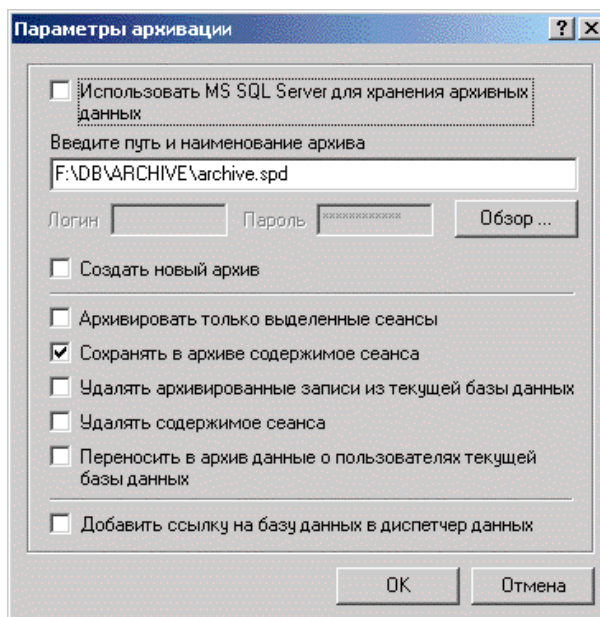 Параметры архивации
Использовать MS SQL Server для хранения архивных
данных
Введите путь и наименование архива
F:\DB\ARCHIVE\archive.spd
Логин Пароль ************ Обзор ...
Создать новый архив
Архивировать только выделенные сеансы
Сохранять в архиве содержимое сеанса
Удалять архивированные записи из текущей базы данных
Удалять содержимое сеанса
Переносить в архив данные о пользователях текущей
базы данных
Добавить ссылку на базу данных в диспетчер данных
OK Отмена